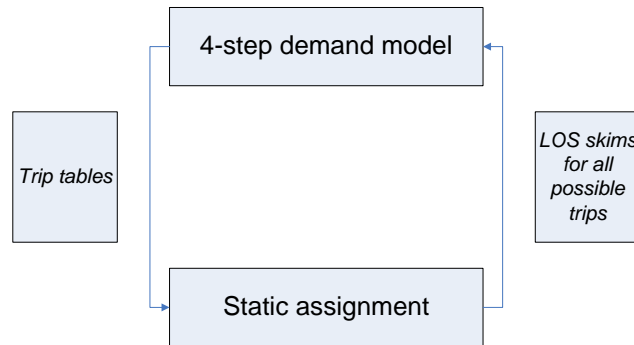 4-step demand model
Trip tables
LOS skims
for all
possible
trips
Static assignment